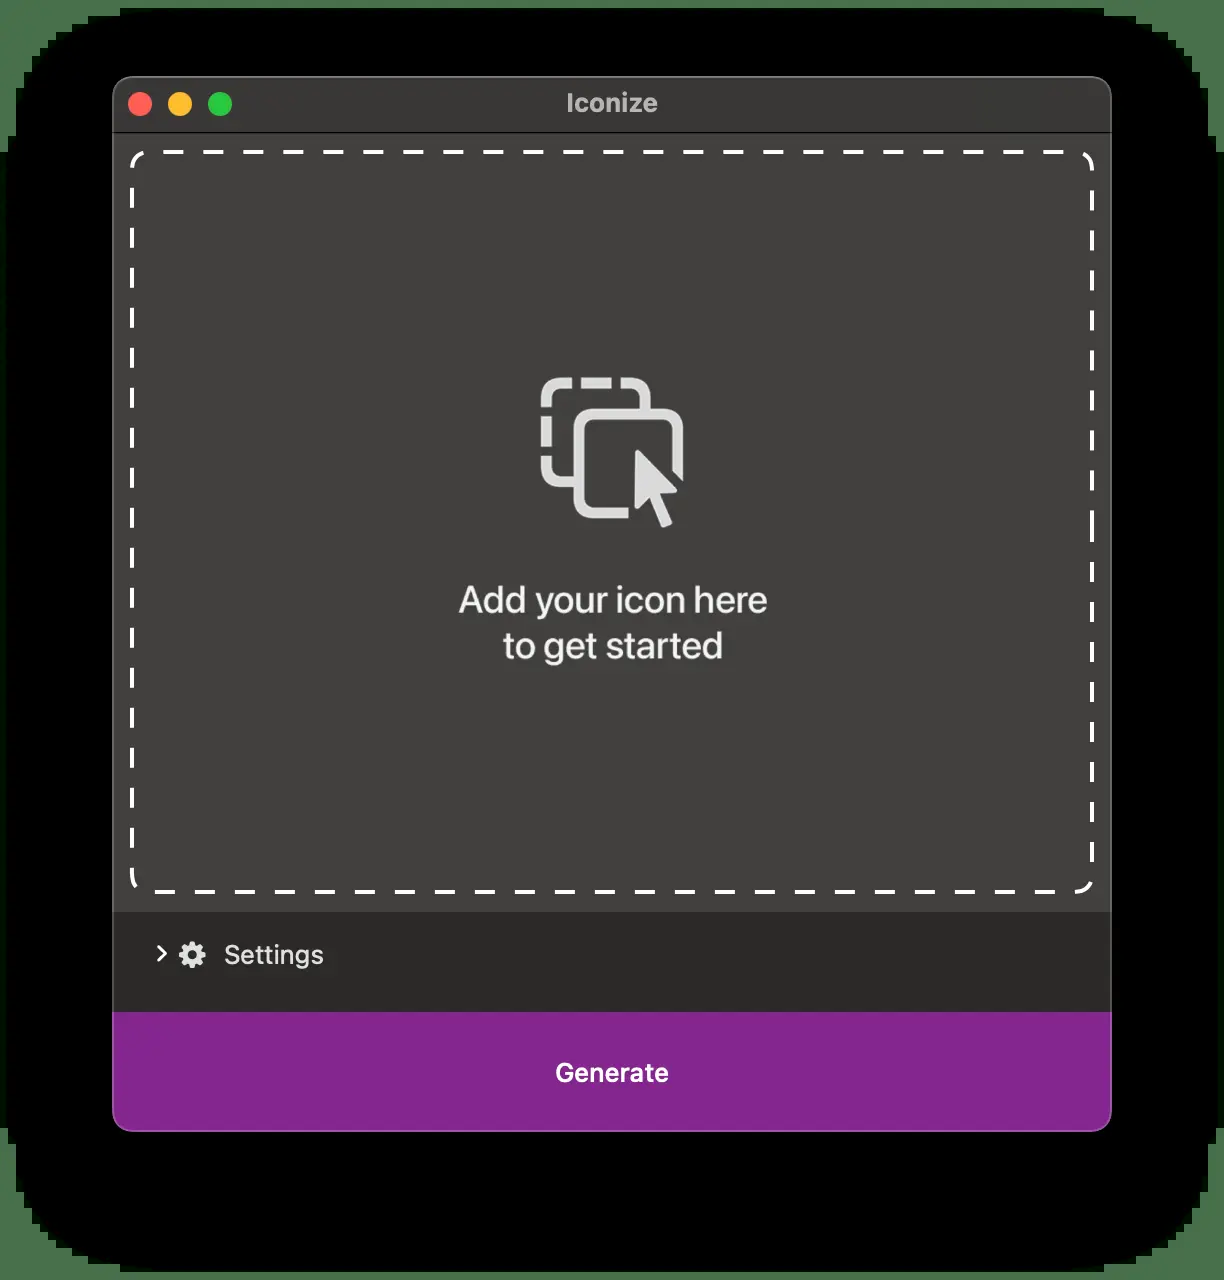 Iconize
Add your icon here
to get started
Settings
Generate